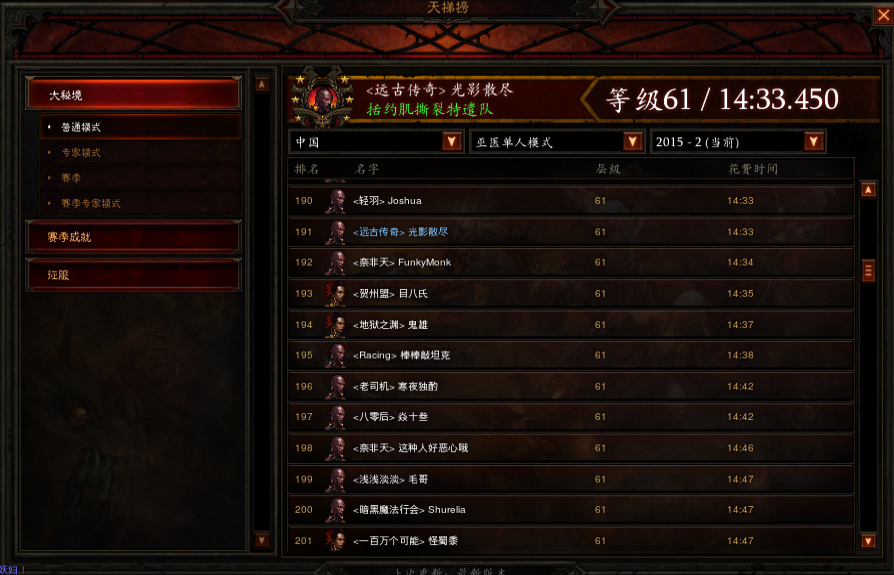 天梯榜
大秘境
• 普通模式
• 专家模式
• 赛季
• 赛季专家模式
赛季成就
征服
<远古传奇> 光影散尽
括约肌撕裂特遣队
等级61 / 14:33.450
中国 巫医单人模式 2015 - 2 (当前)
排名 名字 层级 花费时间
190 <轻羽> Joshua 61 14:33
191 <远古传奇> 光影散尽 61 14:33
192 <奈非天> FunkyMonk 61 14:34
193 <贺州盟> 目八氏 61 14:35
194 <地狱之渊> 鬼雄 61 14:37
195 <Racing> 棒棒敲坦克 61 14:38
196 <老司机> 寒夜独酌 61 14:42
197 <八零后> 焱十叁 61 14:42
198 <奈非天> 这种人好恶心哦 61 14:46
199 <浅浅淡淡> 毛哥 61 14:47
200 <暗黑魔法行会> Shurelia 61 14:47
201 <一百万个可能> 怪蜀黍 61 14:47
上次更新: 最新版本